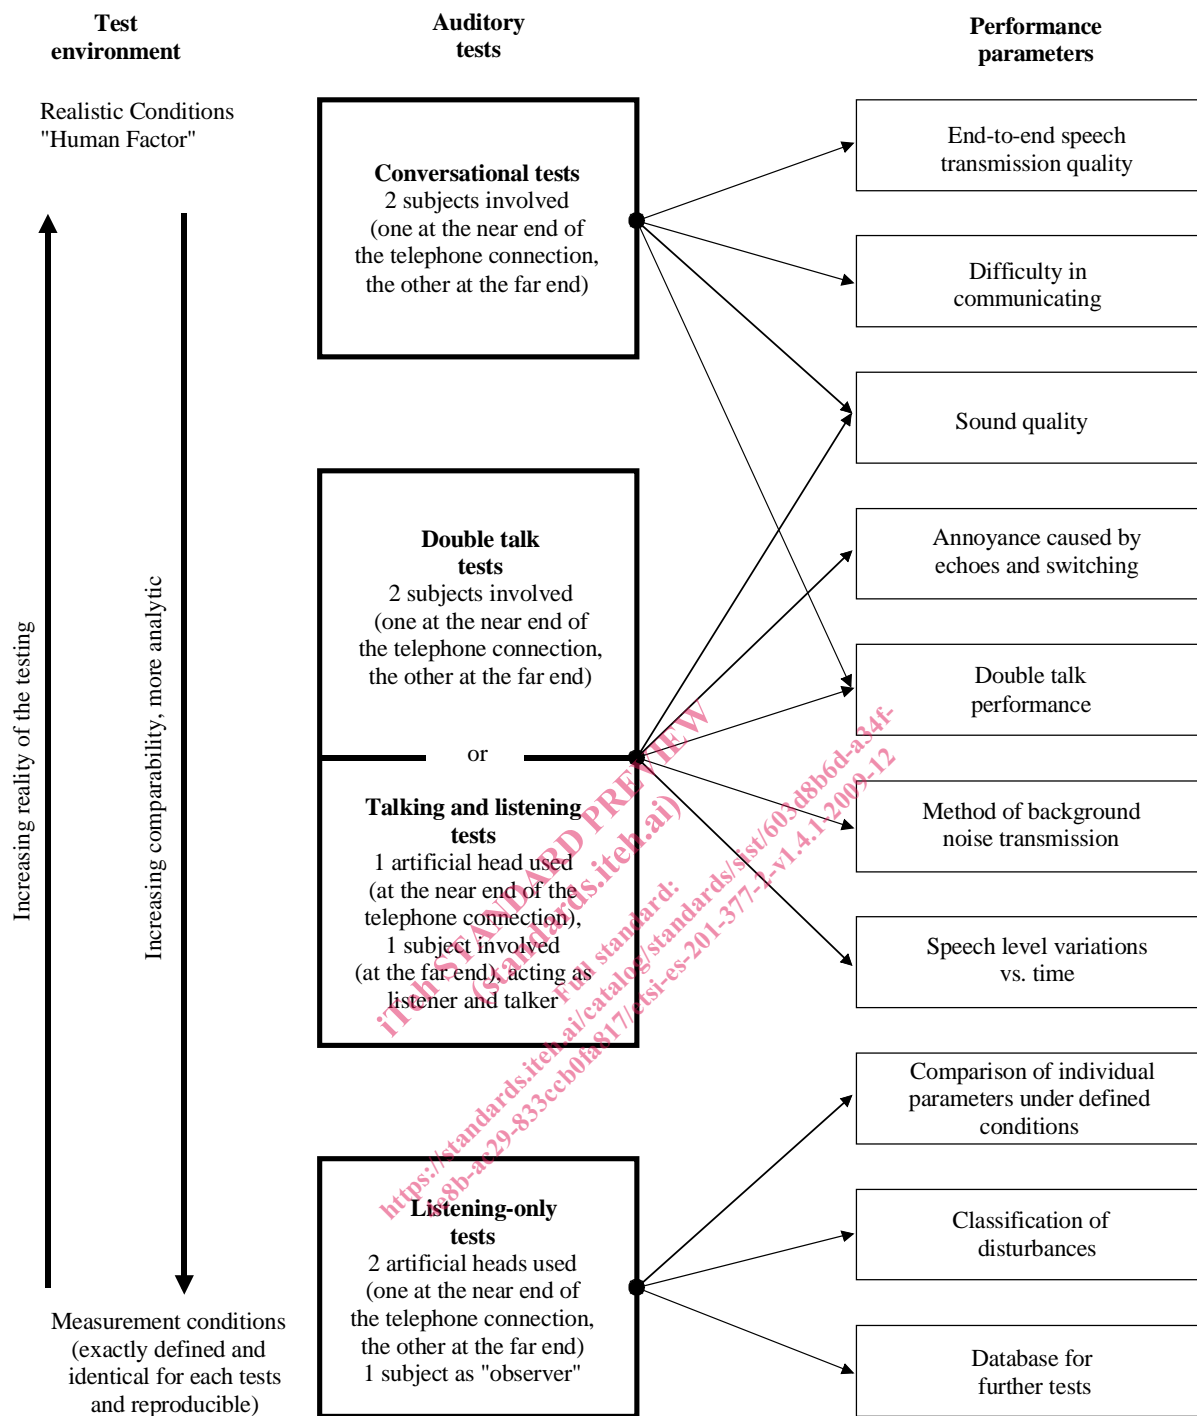 Test
environment
Auditory
tests
Performance
parameters
Realistic Conditions
"Human Factor"
Increasing reality of the testing
Increasing comparability, more analytic
Measurement conditions
(exactly defined and
identical for each tests
and reproducible)
Conversational tests
2 subjects involved
(one at the near end of
the telephone connection,
the other at the far end)
Double talk
tests
2 subjects involved
(one at the near end of
the telephone connection,
the other at the far end)
or
Talking and listening
tests
1 artificial head used
(at the near end of the
telephone connection),
1 subject involved
(at the far end), acting as
listener and talker
Listening-only
tests
2 artificial heads used
(one at the near end of
the telephone connection,
the other at the far end)
1 subject as "observer"
End-to-end speech
transmission quality
Difficulty in
communicating
Sound quality
Annoyance caused by
echoes and switching
Double talk
performance
Method of background
noise transmission
Speech level variations
vs. time
Comparison of individual
parameters under defined
conditions
Classification of
disturbances
Database for
further tests
iTeh STANDARD PREVIEW
(standards.iteh.ai)
Full standard:
https://standards.iteh.ai/catalog/standards/sist/603d8b6d-a34f-